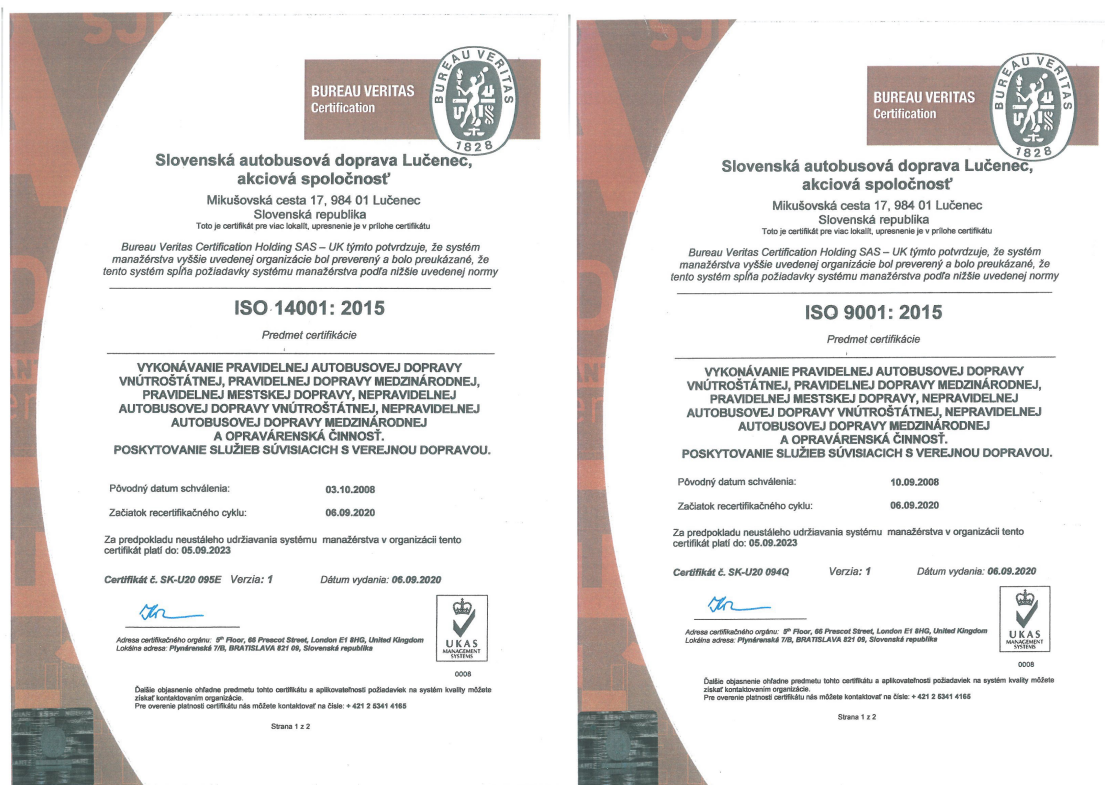 BUREAU VERITAS
Certification
BUREAU VERITAS
1828
Slovenská autobusová doprava Lučenec,
akciová spoločnosť
Mikušovská cesta 17, 984 01 Lučenec
Slovenská republika
Toto je certifikát pre viac lokalít, upresnenie je v prílohe certifikátu
Bureau Veritas Certification Holding SAS – UK týmto potvrdzuje, že systém
manažérstva vyššie uvedenej organizácie bol preverený a bolo preukázané, že
tento systém spĺňa požiadavky systému manažérstva podľa nižšie uvedenej normy
ISO 14001: 2015
Predmet certifikácie
VYKONÁVANIE PRAVIDELNEJ AUTOBUSOVEJ DOPRAVY
VNÚTROŠTÁTNEJ, PRAVIDELNEJ DOPRAVY MEDZINÁRODNEJ,
PRAVIDELNEJ MESTSKEJ DOPRAVY, NEPRAVIDELNEJ
AUTOBUSOVEJ DOPRAVY VNÚTROŠTÁTNEJ, NEPRAVIDELNEJ
AUTOBUSOVEJ DOPRAVY MEDZINÁRODNEJ
A OPRAVÁRENSKÁ ČINNOSŤ.
POSKYTOVANIE SLUŽIEB SÚVISIACICH S VEREJNOU DOPRAVOU.
Pôvodný datum schválenia: 03.10.2008
Začiatok recertifikačného cyklu: 06.09.2020
Za predpokladu neustáleho udržiavania systému manažérstva v organizácii tento
certifikát platí do: 05.09.2023
Certifikát č. SK-U20 095E Verzia: 1 Dátum vydania: 06.09.2020
Adresa certifikačného orgánu: 5th Floor, 66 Prescot Street, London E1 8HG, United Kingdom
Lokálna adresa: Plynárenská 7/B, BRATISLAVA 821 09, Slovenská republika
UKAS
MANAGEMENT
SYSTEMS
0008
Ďalšie objasnenie ohľadne predmetu tohto certifikátu a aplikovateľnosti požiadaviek na systém kvality môžete
získať kontaktovaním organizácie.
Pre overenie platnosti certifikátu nás môžete kontaktovať na čísle: + 421 2 5341 4165
Strana 1 z 2
BUREAU VERITAS
Certification
BUREAU VERITAS
1828
Slovenská autobusová doprava Lučenec,
akciová spoločnosť
Mikušovská cesta 17, 984 01 Lučenec
Slovenská republika
Toto je certifikát pre viac lokalít, upresnenie je v prílohe certifikátu
Bureau Veritas Certification Holding SAS – UK týmto potvrdzuje, že systém
manažérstva vyššie uvedenej organizácie bol preverený a bolo preukázané, že
tento systém spĺňa požiadavky systému manažérstva podľa nižšie uvedenej normy
ISO 9001: 2015
Predmet certifikácie
VYKONÁVANIE PRAVIDELNEJ AUTOBUSOVEJ DOPRAVY
VNÚTROŠTÁTNEJ, PRAVIDELNEJ DOPRAVY MEDZINÁRODNEJ,
PRAVIDELNEJ MESTSKEJ DOPRAVY, NEPRAVIDELNEJ
AUTOBUSOVEJ DOPRAVY VNÚTROŠTÁTNEJ, NEPRAVIDELNEJ
AUTOBUSOVEJ DOPRAVY MEDZINÁRODNEJ
A OPRAVÁRENSKÁ ČINNOSŤ.
POSKYTOVANIE SLUŽIEB SÚVISIACICH S VEREJNOU DOPRAVOU.
Pôvodný datum schválenia: 10.09.2008
Začiatok recertifikačného cyklu: 06.09.2020
Za predpokladu neustáleho udržiavania systému manažérstva v organizácii tento
certifikát platí do: 05.09.2023
Certifikát č. SK-U20 094Q Verzia: 1 Dátum vydania: 06.09.2020
Adresa certifikačného orgánu: 5th Floor, 66 Prescot Street, London E1 8HG, United Kingdom
Lokálna adresa: Plynárenská 7/B, BRATISLAVA 821 09, Slovenská republika
UKAS
MANAGEMENT
SYSTEMS
0008
Ďalšie objasnenie ohľadne predmetu tohto certifikátu a aplikovateľnosti požiadaviek na systém kvality môžete
získať kontaktovaním organizácie.
Pre overenie platnosti certifikátu nás môžete kontaktovať na čísle: + 421 2 5341 4165
Strana 1 z 2